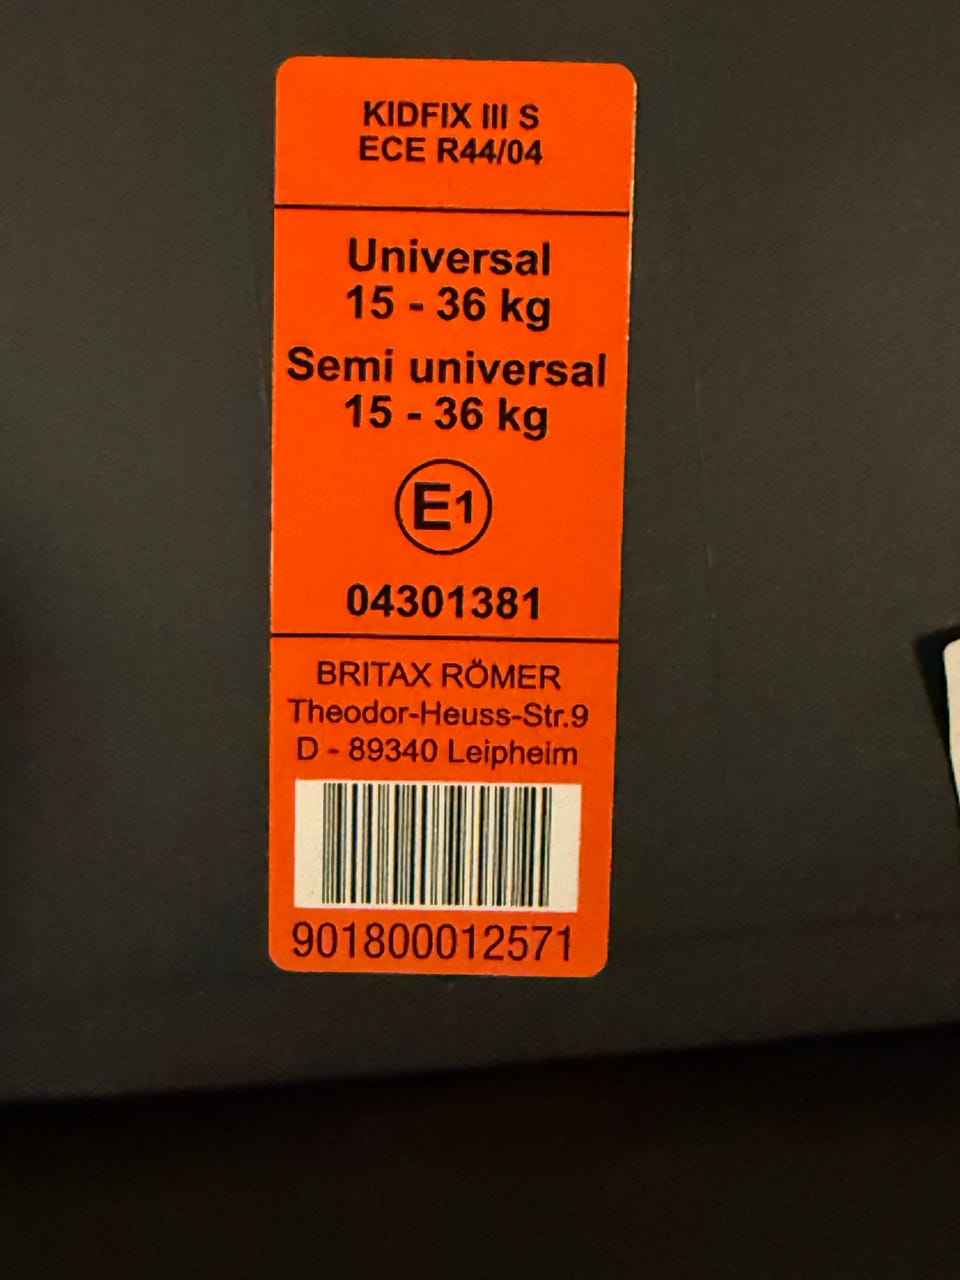 KIDFIX III S
ECE R44/04
Universal
15 - 36 kg
Semi universal
15 - 36 kg
E1
04301381
BRITAX RÖMER
Theodor-Heuss-Str.9
D - 89340 Leipheim
901800012571